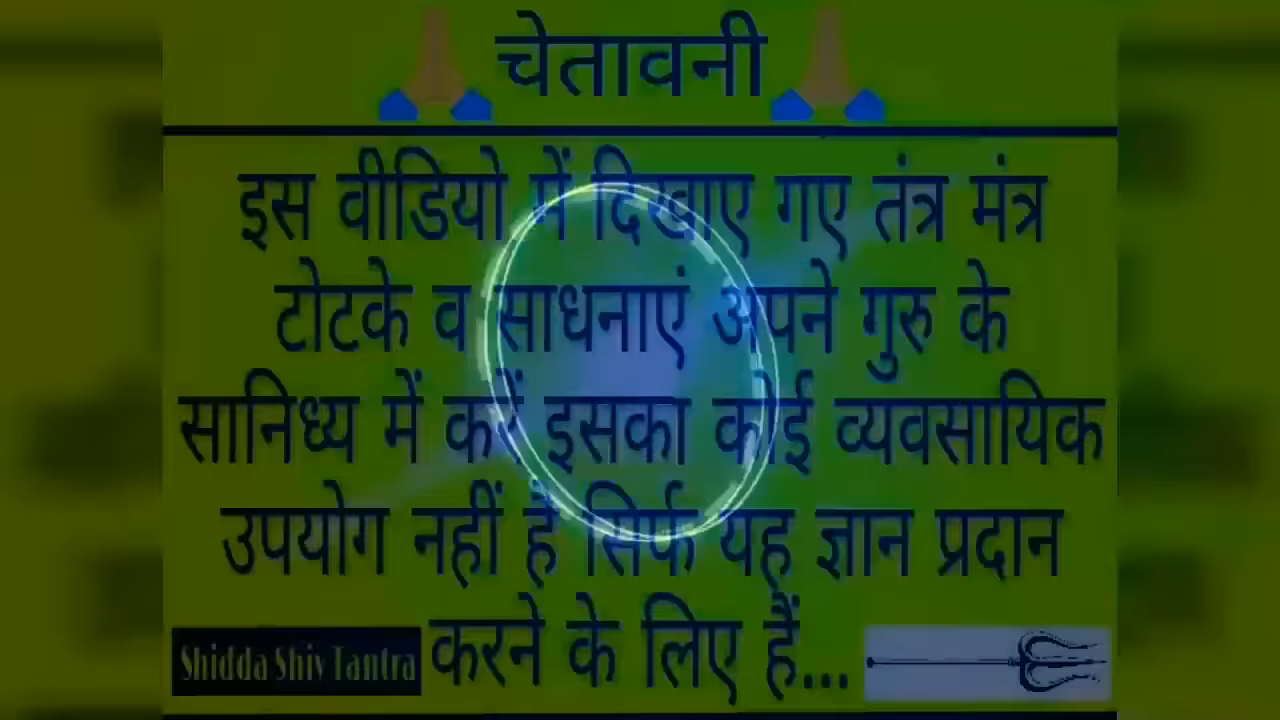 चेतावनी
इस वीडियो में दिखाए गए तंत्र मंत्र
टोटके व साधनाएं अपने गुरु के
सानिध्य में करें इसका कोई व्यवसायिक
उपयोग नहीं है सिर्फ यह ज्ञान प्रदान
करने के लिए हैं...
Shidda Shiv Tantra